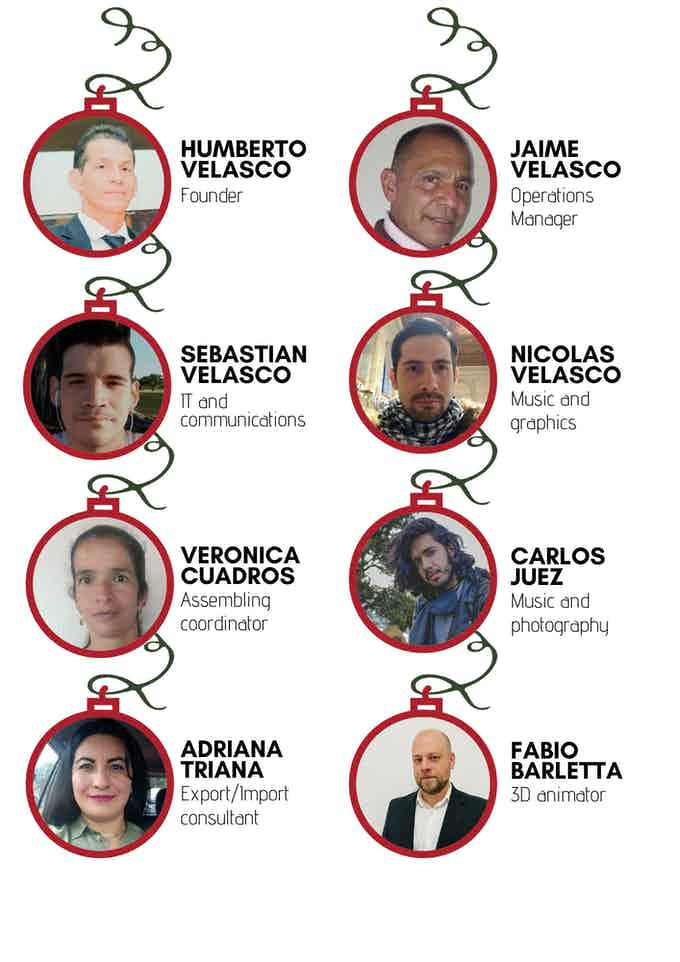 HUMBERTO
VELASCO
Founder
JAIME
VELASCO
Operations
Manager
SEBASTIAN
VELASCO
IT and
communications
NICOLAS
VELASCO
Music and
graphics
VERONICA
CUADROS
Assembling
coordinator
CARLOS
JUEZ
Music and
photography
ADRIANA
TRIANA
Export/Import
consultant
FABIO
BARLETTA
3D animator